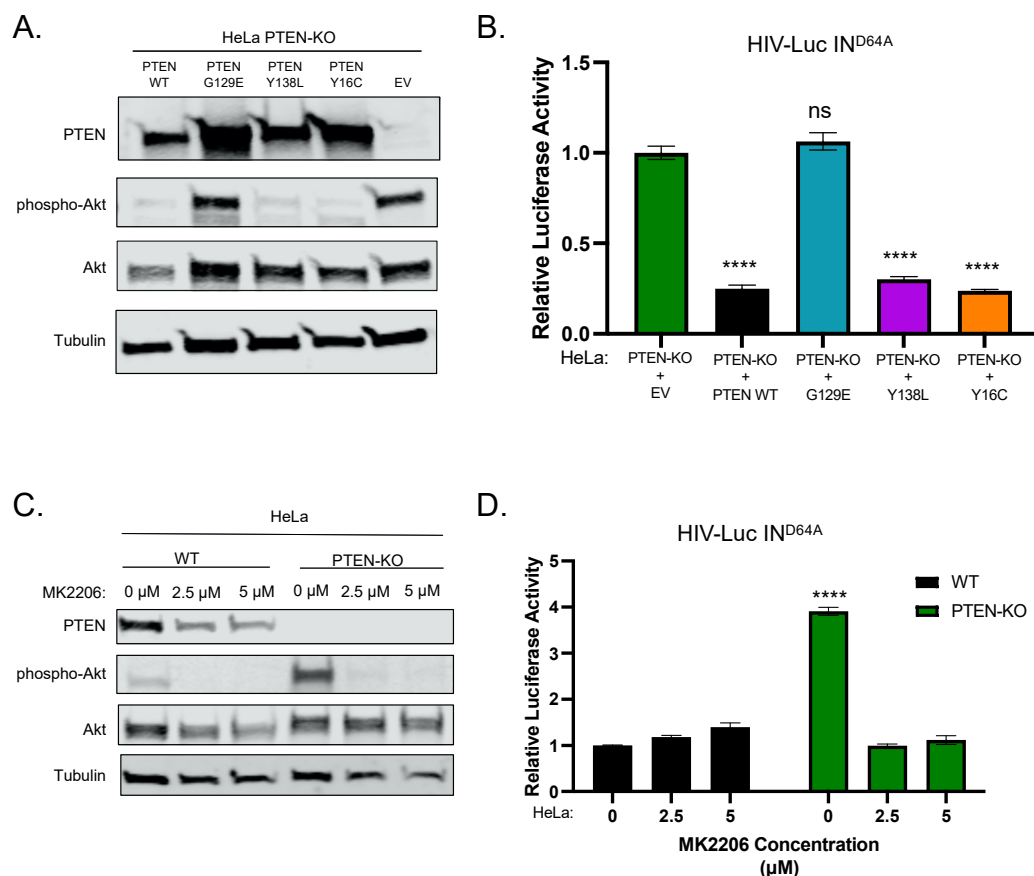 A.
HeLa PTEN-KO
PTEN WT
PTEN G129E
PTEN Y138L
PTEN Y16C
EV
PTEN
phospho-Akt
Akt
Tubulin
B.
HIV-Luc IN^D64A
Relative Luciferase Activity
1.5
1.0
0.5
0.0
****
ns
****
****
HeLa:
PTEN-KO + EV
PTEN-KO + PTEN WT
PTEN-KO + G129E
PTEN-KO + Y138L
PTEN-KO + Y16C
C.
HeLa
WT
PTEN-KO
MK2206:
0 µM
2.5 µM
5 µM
0 µM
2.5 µM
5 µM
PTEN
phospho-Akt
Akt
Tubulin
D.
HIV-Luc IN^D64A
Relative Luciferase Activity
5
4
3
2
1
0
****
WT
PTEN-KO
HeLa:
0
2.5
5
0
2.5
5
MK2206 Concentration
(µM)